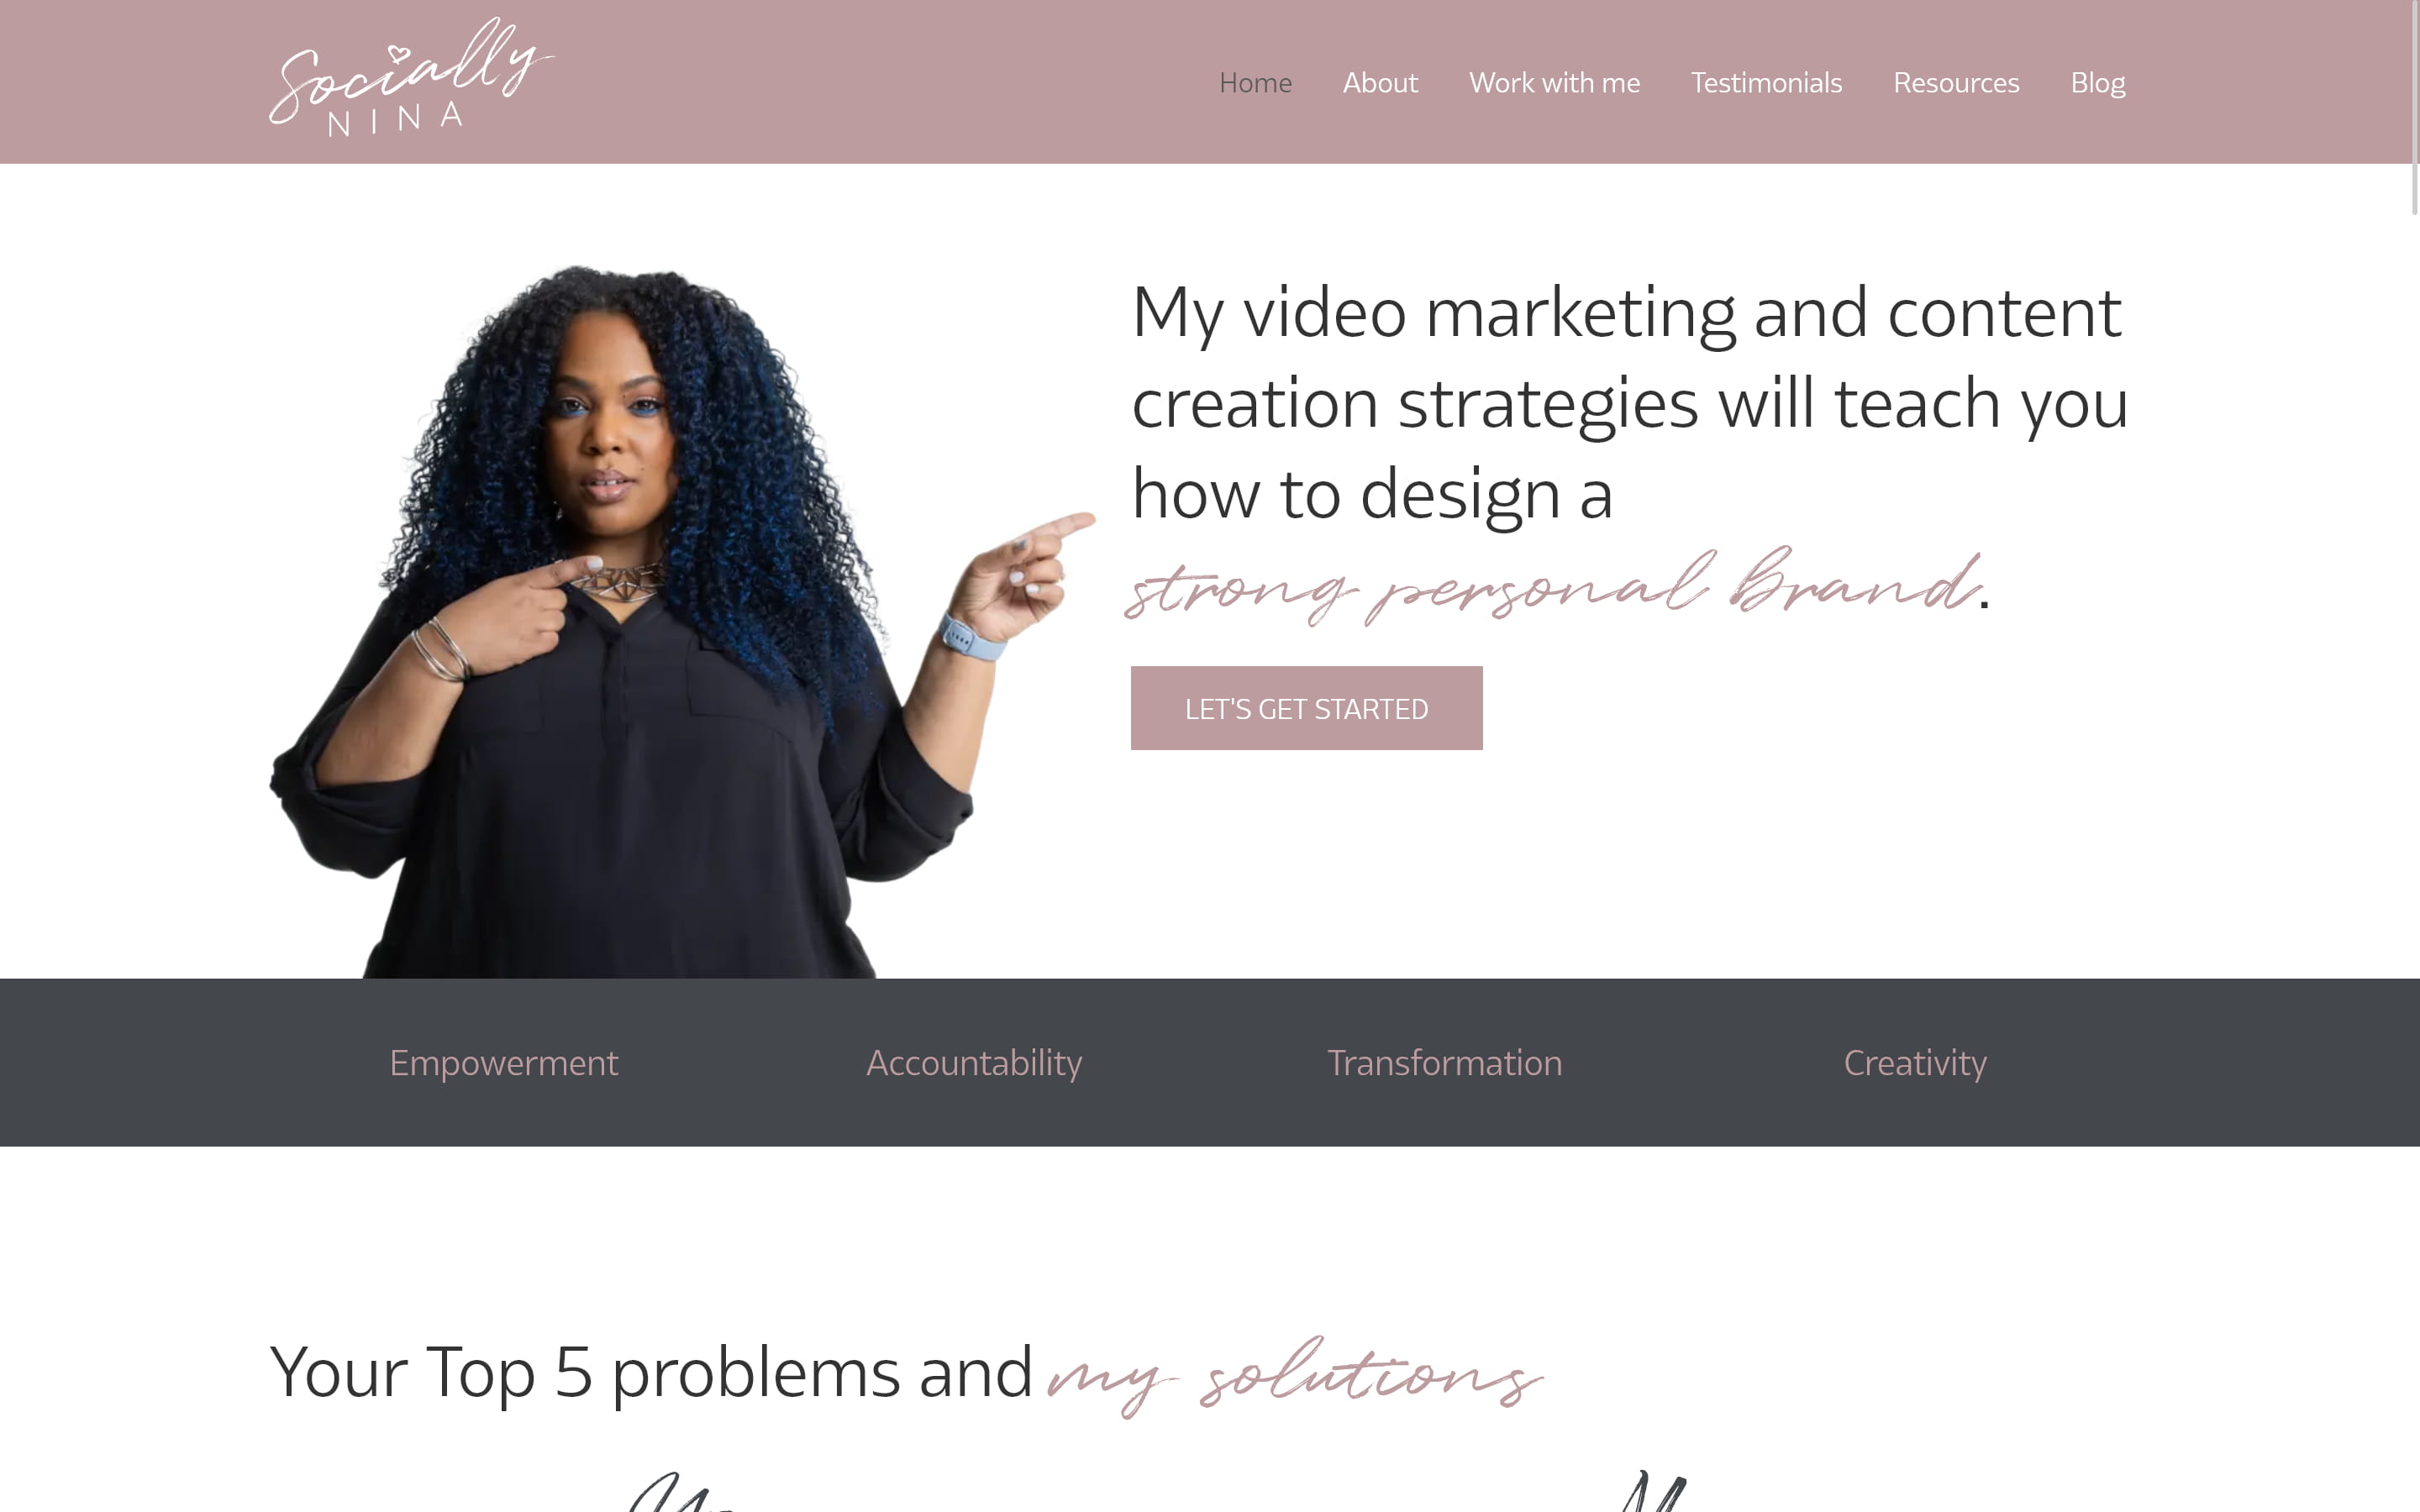 Socially
NINA
Home About Work with me Testimonials Resources Blog
My video marketing and content
creation strategies will teach you
how to design a
strong personal brand.
LET'S GET STARTED
Empowerment Accountability Transformation Creativity
Your Top 5 problems and my solutions